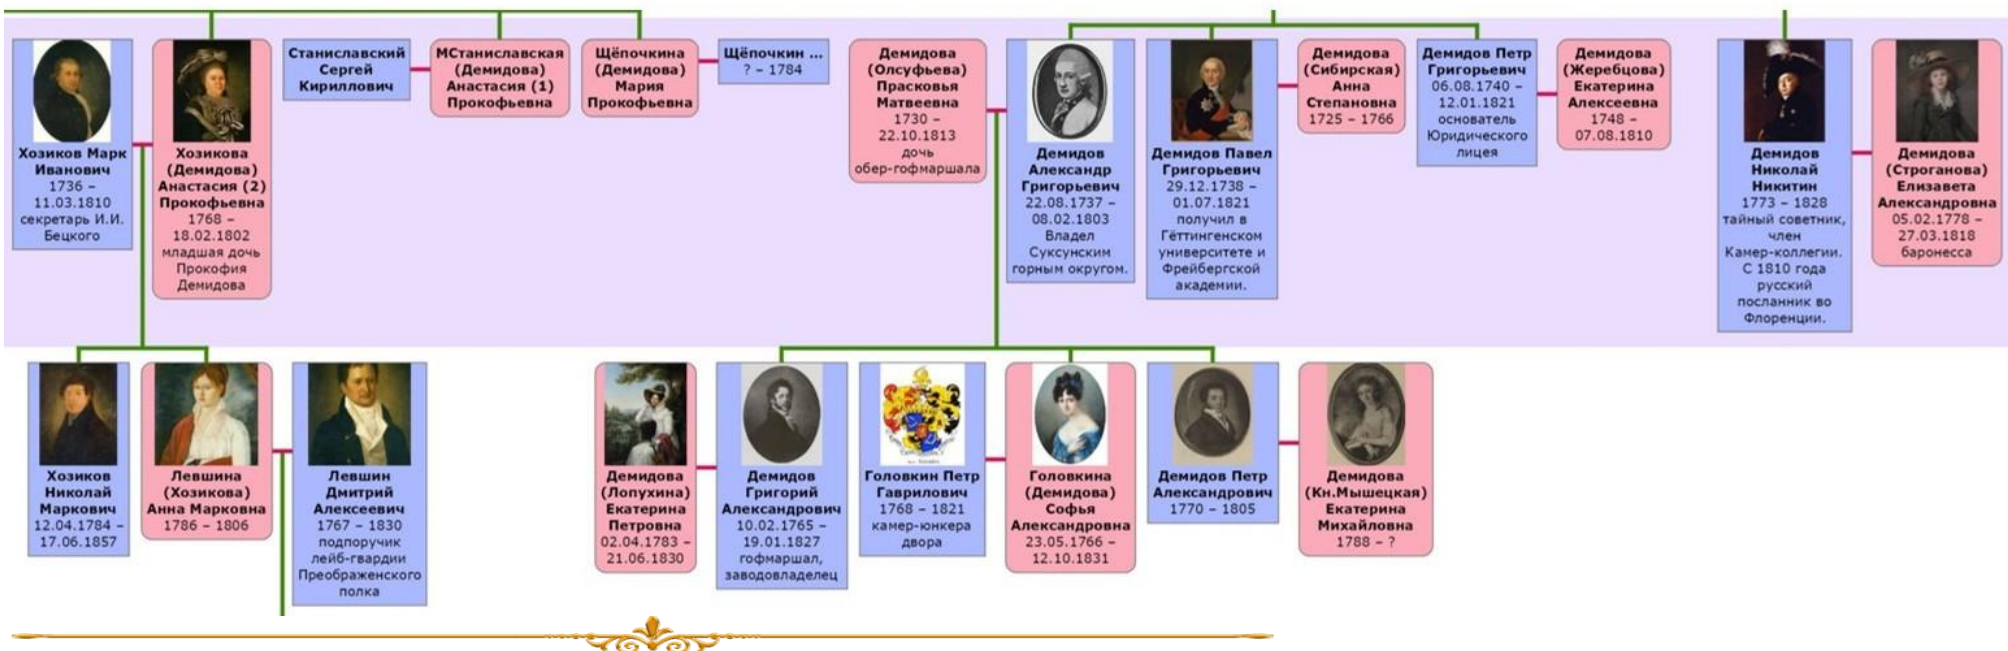 Хозиков Марк
Иванович
1736 –
11.03.1810
секретарь И.И.
Бецкого
Хозикова
(Демидова)
Анастасия (2)
Прокофьевна
1768 –
18.02.1802
младшая дочь
Прокофия
Демидова
Станиславский
Сергей
Кириллович
МСтаниславская
(Демидова)
Анастасия (1)
Прокофьевна
Щёпочкина
(Демидова)
Мария
Прокофьевна
Щёпочкин ...
? – 1784
Демидова
(Олсуфьева)
Прасковья
Матвеевна
1730 –
22.10.1813
дочь
обер-гофмаршала
Демидов
Александр
Григорьевич
22.08.1737 –
08.02.1803
Владел
Суксунским
горным округом.
Демидов Павел
Григорьевич
29.12.1738 –
01.07.1821
получил в
Гёттингенском
университете и
Фрейбергской
академии.
Демидова
(Сибирская)
Анна
Степановна
1725 – 1766
Демидов Петр
Григорьевич
06.08.1740 –
12.01.1821
основатель
Юридического
лицея
Демидова
(Жеребцова)
Екатерина
Алексеевна
1748 –
07.08.1810
Демидов
Николай
Никитин
1773 – 1828
тайный советник,
член
Камер-коллегии.
С 1810 года
русский
посланник во
Флоренции.
Демидова
(Строганова)
Елизавета
Александровна
05.02.1778 –
27.03.1818
баронесса
Хозиков
Николай
Маркович
12.04.1784 –
17.06.1857
Левшина
(Хозикова)
Анна Марковна
1786 – 1806
Левшин
Дмитрий
Алексеевич
1767 – 1830
подпоручик
лейб-гвардии
Преображенского
полка
Демидова
(Лопухина)
Екатерина
Петровна
02.04.1783 –
21.06.1830
Демидов
Григорий
Александрович
10.02.1765 –
19.01.1827
гофмаршал,
заводовладелец
Головкин Петр
Гаврилович
1768 – 1821
камер-юнкера
двора
Головкина
(Демидова)
Софья
Александровна
23.05.1766 –
12.10.1831
Демидов Петр
Александрович
1770 – 1805
Демидова
(Кн.Мышецкая)
Екатерина
Михайловна
1788 – ?